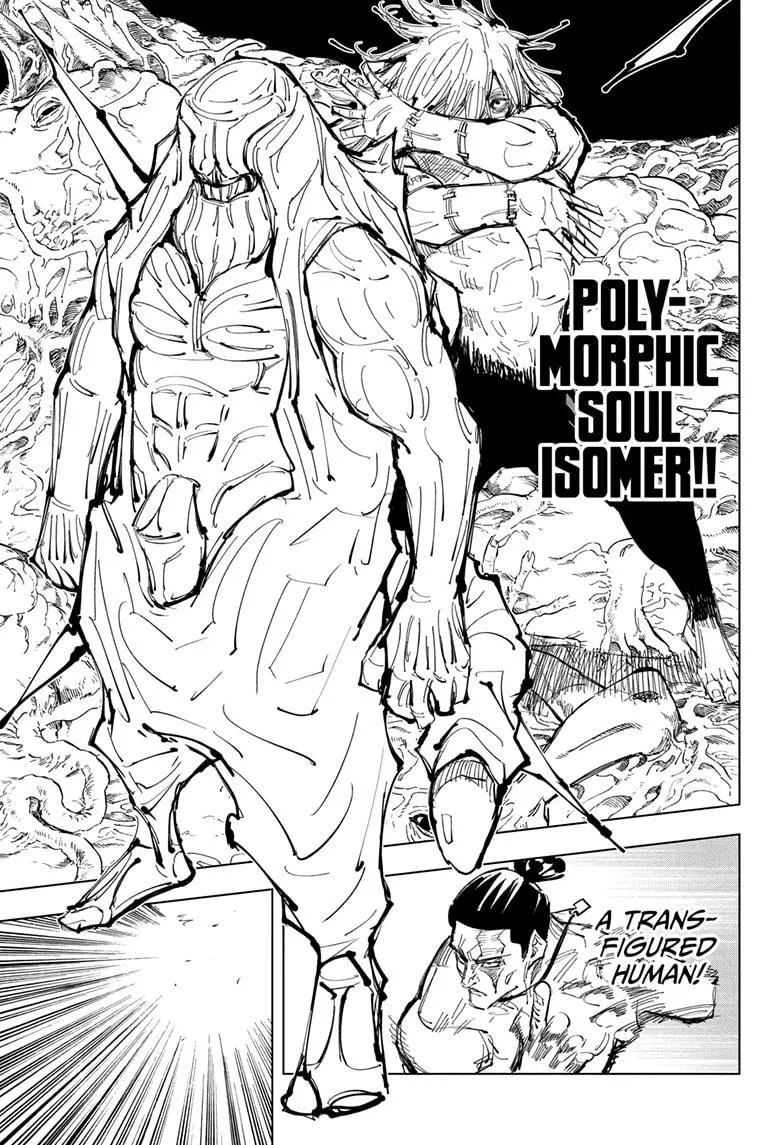 POLY-
MORPHIC
SOUL
ISOMER!!
A TRANS-
FIGURED
HUMAN!